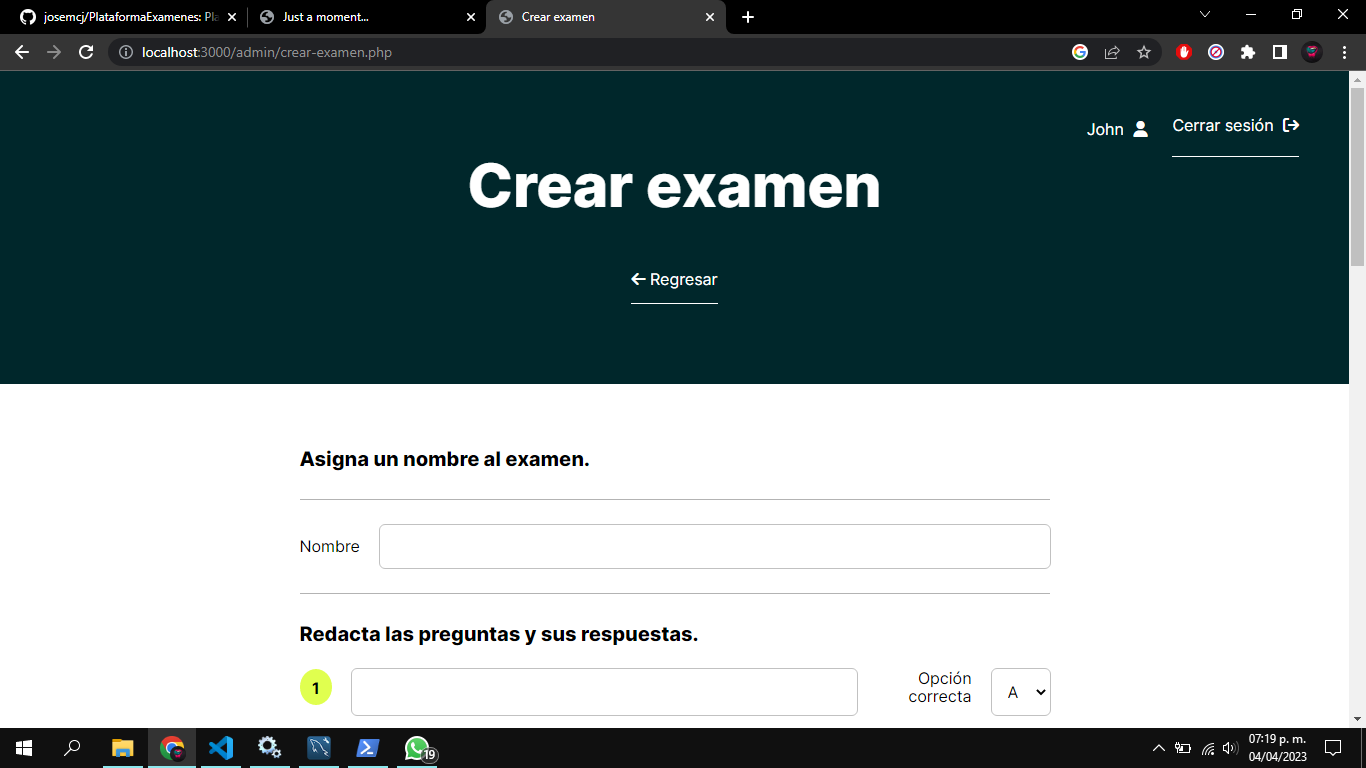 josemcj/PlataformaExamenes: Pla
Just a moment...
Crear examen
localhost:3000/admin/crear-examen.php
John
Cerrar sesión
Crear examen
Regresar
Asigna un nombre al examen.
Nombre
Redacta las preguntas y sus respuestas.
1
Opción
correcta
A
19
07:19 p. m.
04/04/2023